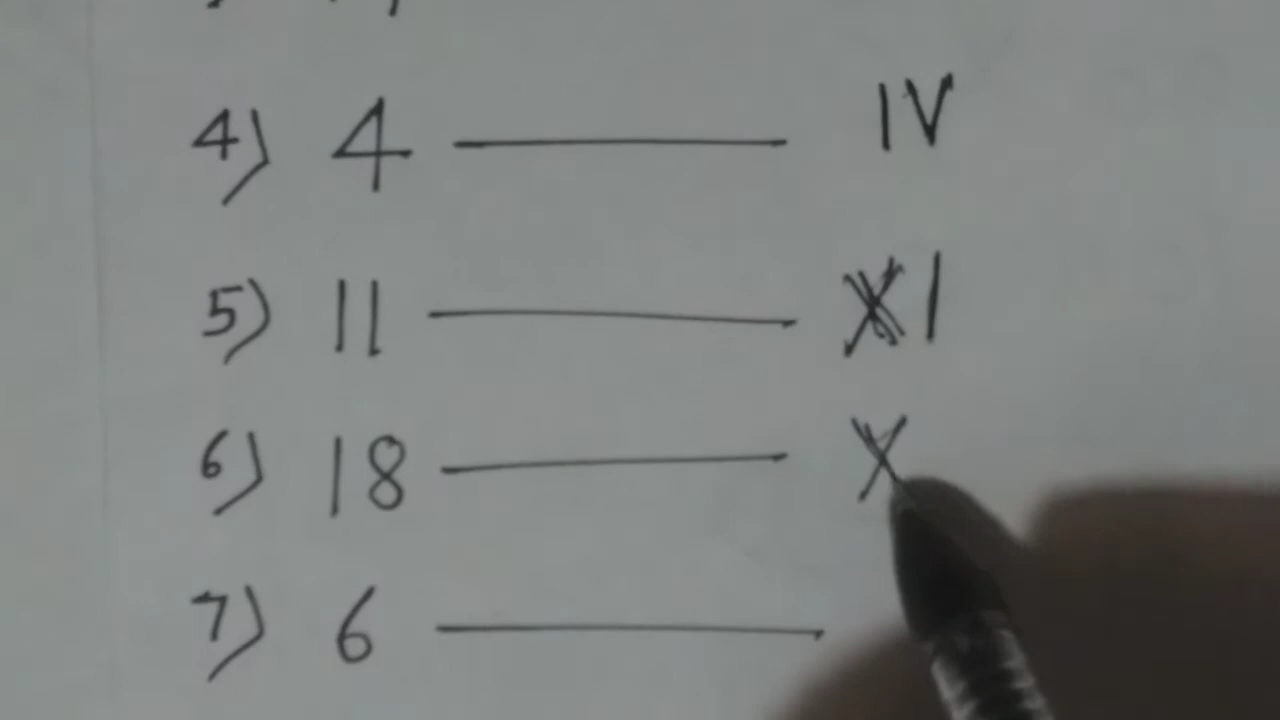 4) 4 ——— IV
5) 11 ——— XI
6) 18 ——— X
7) 6 ———